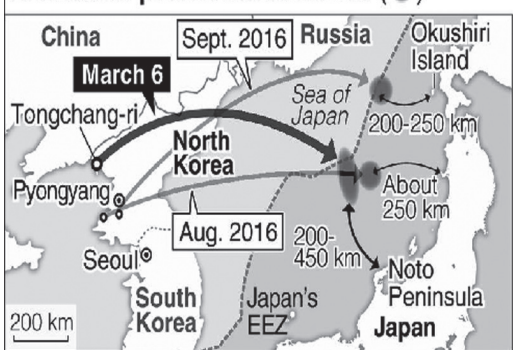 China
Sept. 2016
Russia
Okushiri
Island
March 6
Tongchang-ri
Sea of
Japan
200-250 km
North
Korea
Pyongyang
About
250 km
Aug. 2016
200-
450 km
Seoul
Noto
Peninsula
South
Korea
Japan's
EEZ
Japan
200 km